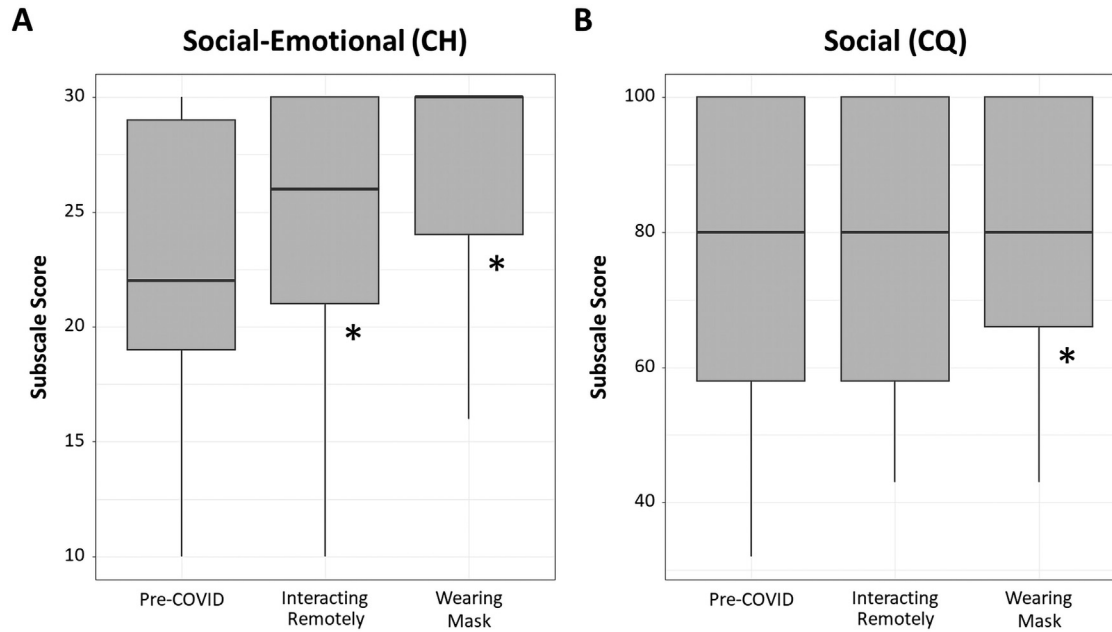 A
Social-Emotional (CH)
Subscale Score
30
25
20
15
10
*
*
Pre-COVID
Interacting
Remotely
Wearing
Mask
B
Social (CQ)
Subscale Score
100
80
60
40
*
Pre-COVID
Interacting
Remotely
Wearing
Mask